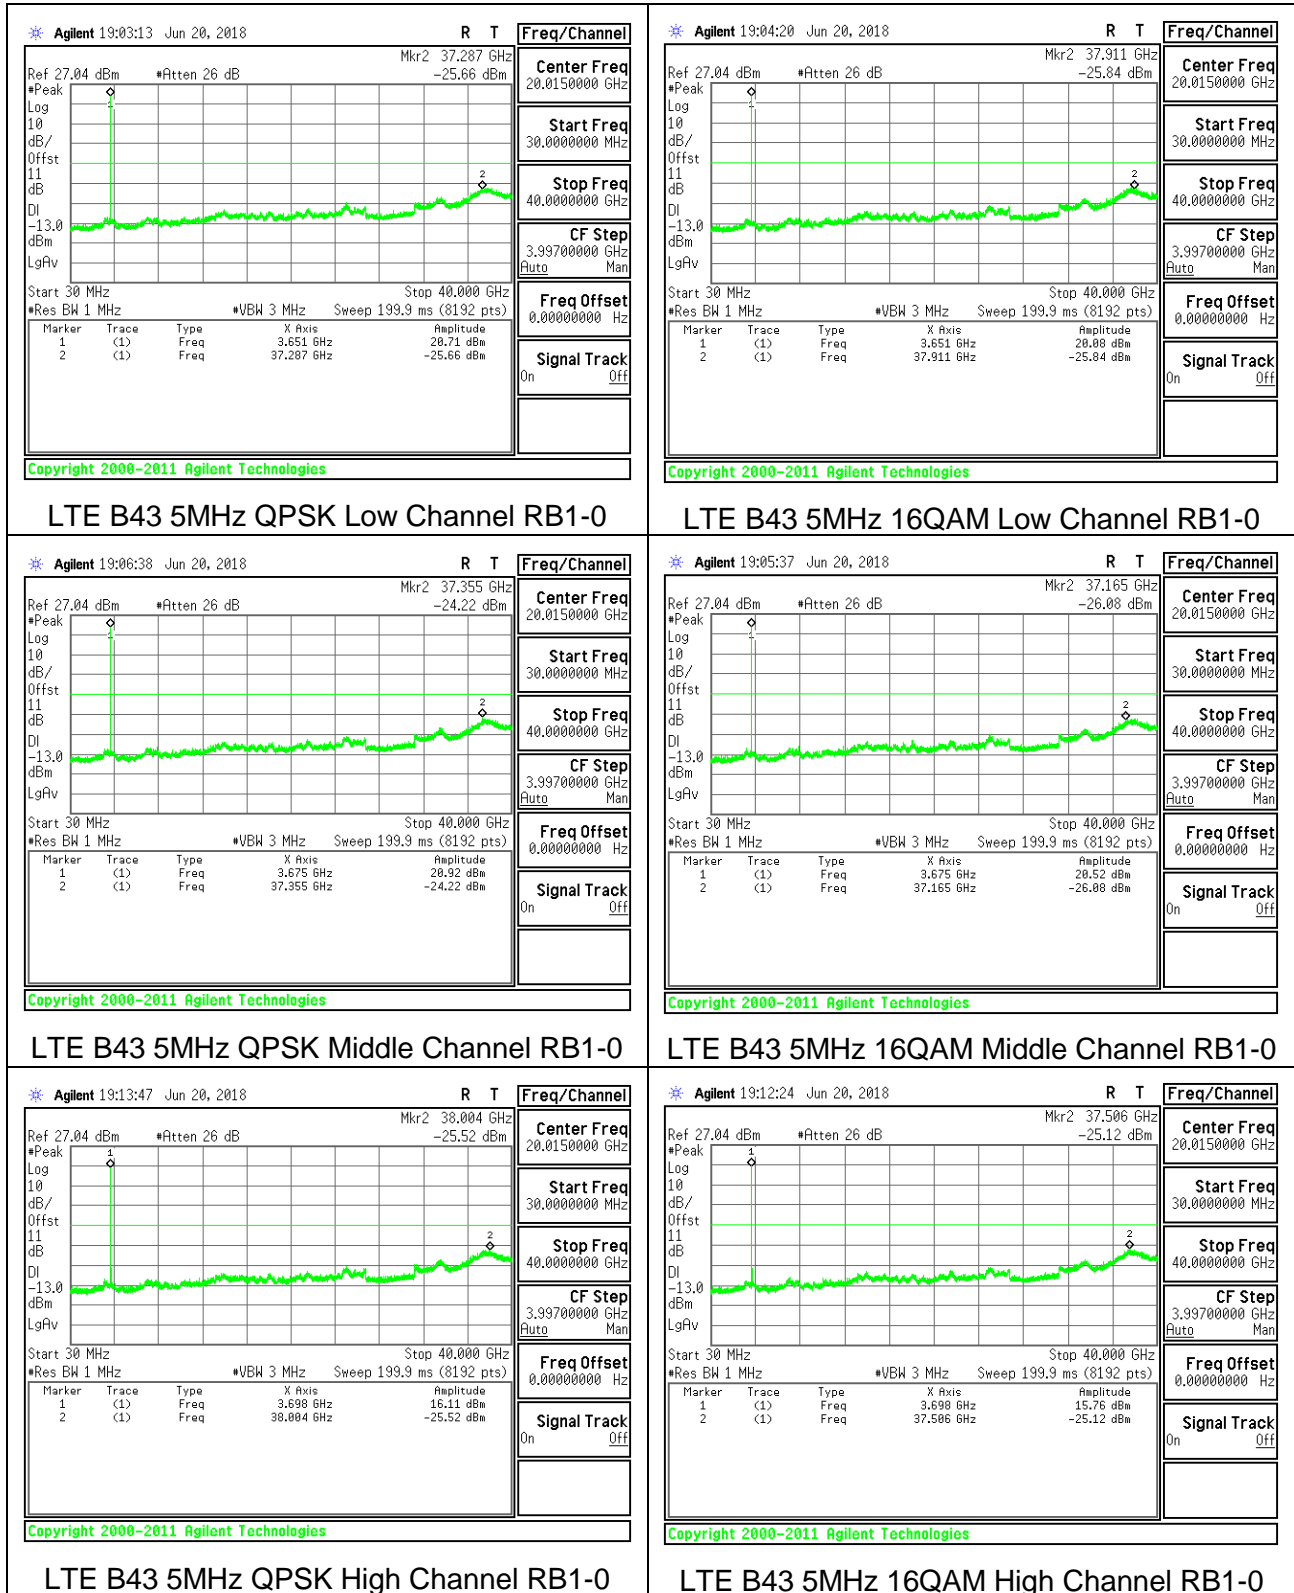 Agilent 19:03:13 Jun 20, 2018 R T Freq/Channel
Mkr2 37.287 GHz
Ref 27.04 dBm #Atten 26 dB -25.66 dBm
#Peak
Log
10
dB/
Offst
11
dB
DI
-13.0
dBm
LgAv
1
2
Start 30 MHz Stop 40.000 GHz
#Res BW 1 MHz #VBW 3 MHz Sweep 199.9 ms (8192 pts)
Marker Trace Type X Axis Amplitude
1 (1) Freq 3.651 GHz 20.71 dBm
2 (1) Freq 37.287 GHz -25.66 dBm
Center Freq
20.0150000 GHz
Start Freq
30.0000000 MHz
Stop Freq
40.0000000 GHz
CF Step
3.99700000 GHz
Auto Man
Freq Offset
0.00000000 Hz
Signal Track
On Off
Copyright 2000-2011 Agilent Technologies
LTE B43 5MHz QPSK Low Channel RB1-0
Agilent 19:04:20 Jun 20, 2018 R T Freq/Channel
Mkr2 37.911 GHz
Ref 27.04 dBm #Atten 26 dB -25.84 dBm
#Peak
Log
10
dB/
Offst
11
dB
DI
-13.0
dBm
LgAv
1
2
Start 30 MHz Stop 40.000 GHz
#Res BW 1 MHz #VBW 3 MHz Sweep 199.9 ms (8192 pts)
Marker Trace Type X Axis Amplitude
1 (1) Freq 3.651 GHz 20.08 dBm
2 (1) Freq 37.911 GHz -25.84 dBm
Center Freq
20.0150000 GHz
Start Freq
30.0000000 MHz
Stop Freq
40.0000000 GHz
CF Step
3.99700000 GHz
Auto Man
Freq Offset
0.00000000 Hz
Signal Track
On Off
Copyright 2000-2011 Agilent Technologies
LTE B43 5MHz 16QAM Low Channel RB1-0
Agilent 19:06:38 Jun 20, 2018 R T Freq/Channel
Mkr2 37.355 GHz
Ref 27.04 dBm #Atten 26 dB -24.22 dBm
#Peak
Log
10
dB/
Offst
11
dB
DI
-13.0
dBm
LgAv
1
2
Start 30 MHz Stop 40.000 GHz
#Res BW 1 MHz #VBW 3 MHz Sweep 199.9 ms (8192 pts)
Marker Trace Type X Axis Amplitude
1 (1) Freq 3.675 GHz 20.92 dBm
2 (1) Freq 37.355 GHz -24.22 dBm
Center Freq
20.0150000 GHz
Start Freq
30.0000000 MHz
Stop Freq
40.0000000 GHz
CF Step
3.99700000 GHz
Auto Man
Freq Offset
0.00000000 Hz
Signal Track
On Off
Copyright 2000-2011 Agilent Technologies
LTE B43 5MHz QPSK Middle Channel RB1-0
Agilent 19:05:37 Jun 20, 2018 R T Freq/Channel
Mkr2 37.165 GHz
Ref 27.04 dBm #Atten 26 dB -26.08 dBm
#Peak
Log
10
dB/
Offst
11
dB
DI
-13.0
dBm
LgAv
1
2
Start 30 MHz Stop 40.000 GHz
#Res BW 1 MHz #VBW 3 MHz Sweep 199.9 ms (8192 pts)
Marker Trace Type X Axis Amplitude
1 (1) Freq 3.675 GHz 20.52 dBm
2 (1) Freq 37.165 GHz -26.08 dBm
Center Freq
20.0150000 GHz
Start Freq
30.0000000 MHz
Stop Freq
40.0000000 GHz
CF Step
3.99700000 GHz
Auto Man
Freq Offset
0.00000000 Hz
Signal Track
On Off
Copyright 2000-2011 Agilent Technologies
LTE B43 5MHz 16QAM Middle Channel RB1-0
Agilent 19:13:47 Jun 20, 2018 R T Freq/Channel
Mkr2 38.004 GHz
Ref 27.04 dBm #Atten 26 dB -25.52 dBm
#Peak
Log
10
dB/
Offst
11
dB
DI
-13.0
dBm
LgAv
1
2
Start 30 MHz Stop 40.000 GHz
#Res BW 1 MHz #VBW 3 MHz Sweep 199.9 ms (8192 pts)
Marker Trace Type X Axis Amplitude
1 (1) Freq 3.698 GHz 16.11 dBm
2 (1) Freq 38.004 GHz -25.52 dBm
Center Freq
20.0150000 GHz
Start Freq
30.0000000 MHz
Stop Freq
40.0000000 GHz
CF Step
3.99700000 GHz
Auto Man
Freq Offset
0.00000000 Hz
Signal Track
On Off
Copyright 2000-2011 Agilent Technologies
LTE B43 5MHz QPSK High Channel RB1-0
Agilent 19:12:24 Jun 20, 2018 R T Freq/Channel
Mkr2 37.506 GHz
Ref 27.04 dBm #Atten 26 dB -25.12 dBm
#Peak
Log
10
dB/
Offst
11
dB
DI
-13.0
dBm
LgAv
1
2
Start 30 MHz Stop 40.000 GHz
#Res BW 1 MHz #VBW 3 MHz Sweep 199.9 ms (8192 pts)
Marker Trace Type X Axis Amplitude
1 (1) Freq 3.698 GHz 15.76 dBm
2 (1) Freq 37.506 GHz -25.12 dBm
Center Freq
20.0150000 GHz
Start Freq
30.0000000 MHz
Stop Freq
40.0000000 GHz
CF Step
3.99700000 GHz
Auto Man
Freq Offset
0.00000000 Hz
Signal Track
On Off
Copyright 2000-2011 Agilent Technologies
LTE B43 5MHz 16QAM High Channel RB1-0